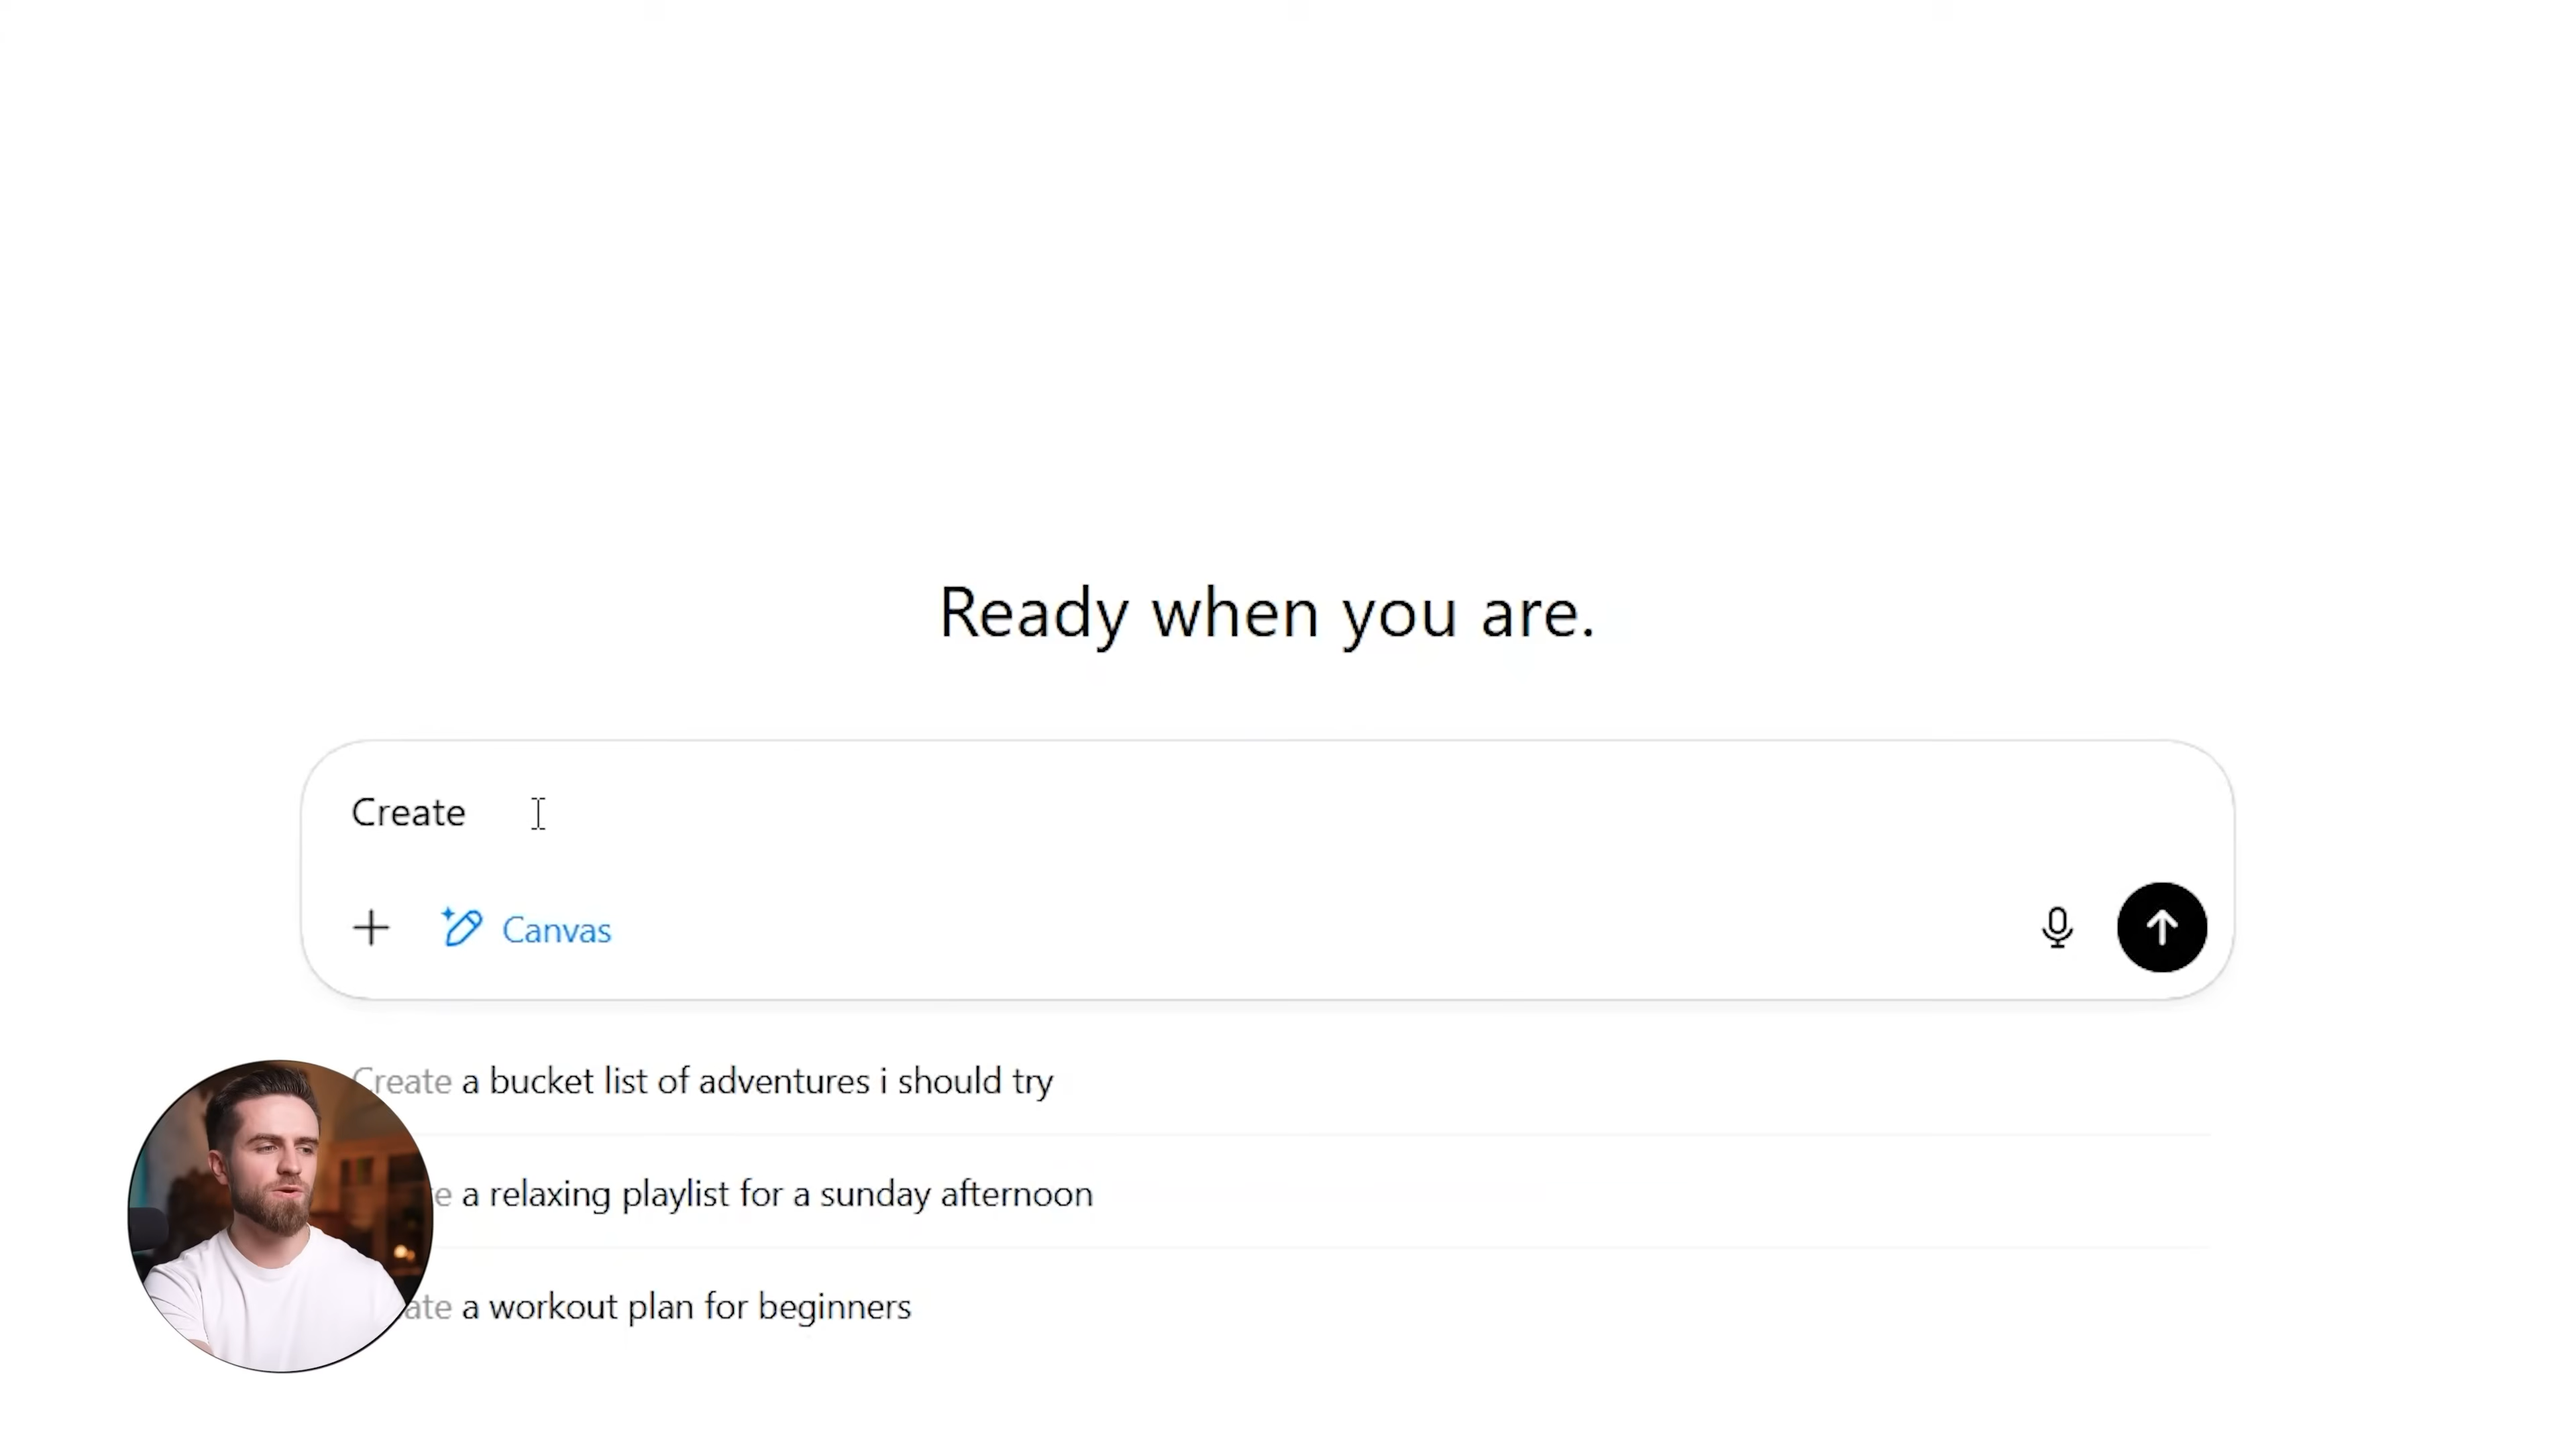 Ready when you are.
Create
Canvas
Create a bucket list of adventures i should try
a relaxing playlist for a sunday afternoon
a workout plan for beginners